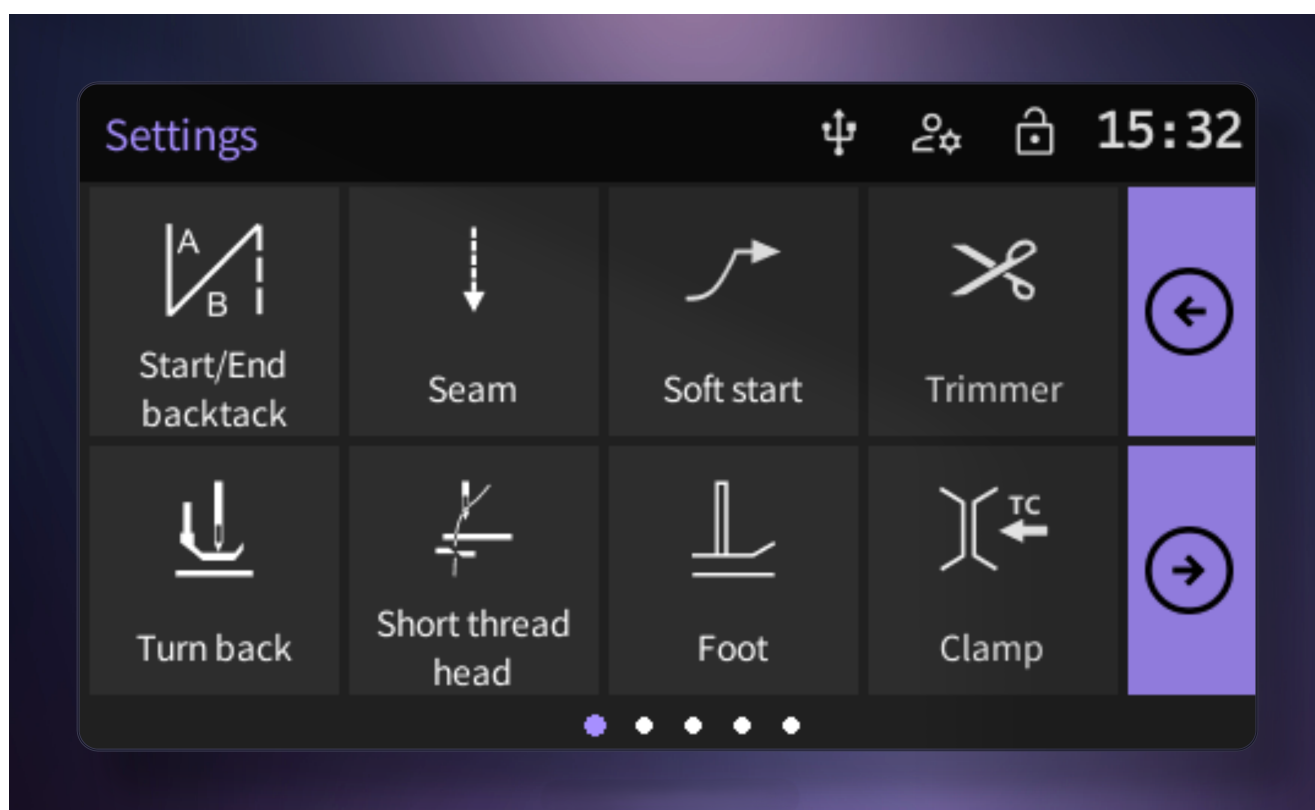 Settings
15:32
A
B
Start/End
backtack
Seam
Soft start
Trimmer
Turn back
Short thread
head
Foot
TC
Clamp